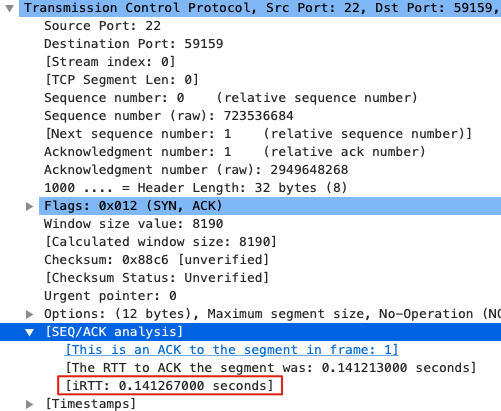 Transmission Control Protocol, Src Port: 22, Dst Port: 59159,
Source Port: 22
Destination Port: 59159
[Stream index: 0]
[TCP Segment Len: 0]
Sequence number: 0    (relative sequence number)
Sequence number (raw): 723536684
[Next sequence number: 1    (relative sequence number)]
Acknowledgment number: 1    (relative ack number)
Acknowledgment number (raw): 2949648268
1000 .... = Header Length: 32 bytes (8)
Flags: 0x012 (SYN, ACK)
Window size value: 8190
[Calculated window size: 8190]
Checksum: 0x88c6 [unverified]
[Checksum Status: Unverified]
Urgent pointer: 0
Options: (12 bytes), Maximum segment size, No-Operation (NO
[SEQ/ACK analysis]
[This is an ACK to the segment in frame: 1]
[The RTT to ACK the segment was: 0.141213000 seconds]
[iRTT: 0.141267000 seconds]
[Timestamps]